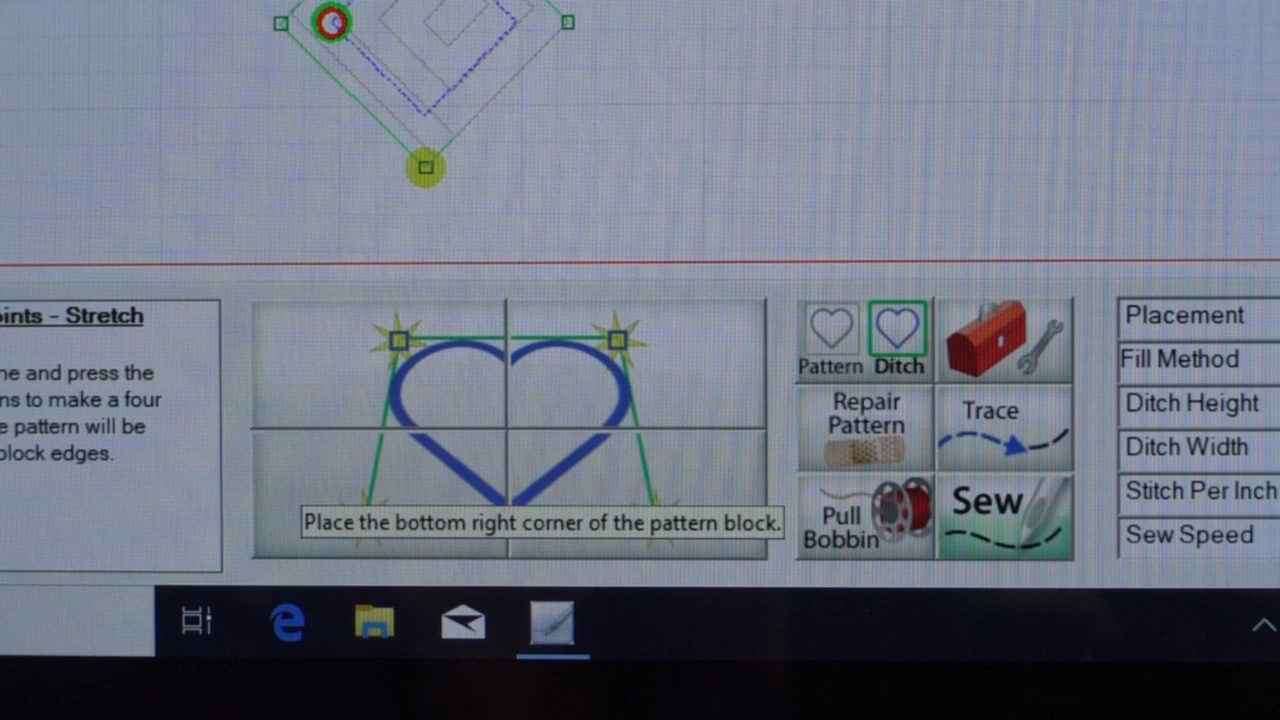 ints - Stretch
ne and press the
ns to make a four
e pattern will be
block edges.
Place the bottom right corner of the pattern block.
Pattern Ditch
Repair
Pattern
Trace
Pull
Bobbin
Sew
Placement
Fill Method
Ditch Height
Ditch Width
Stitch Per Inch
Sew Speed